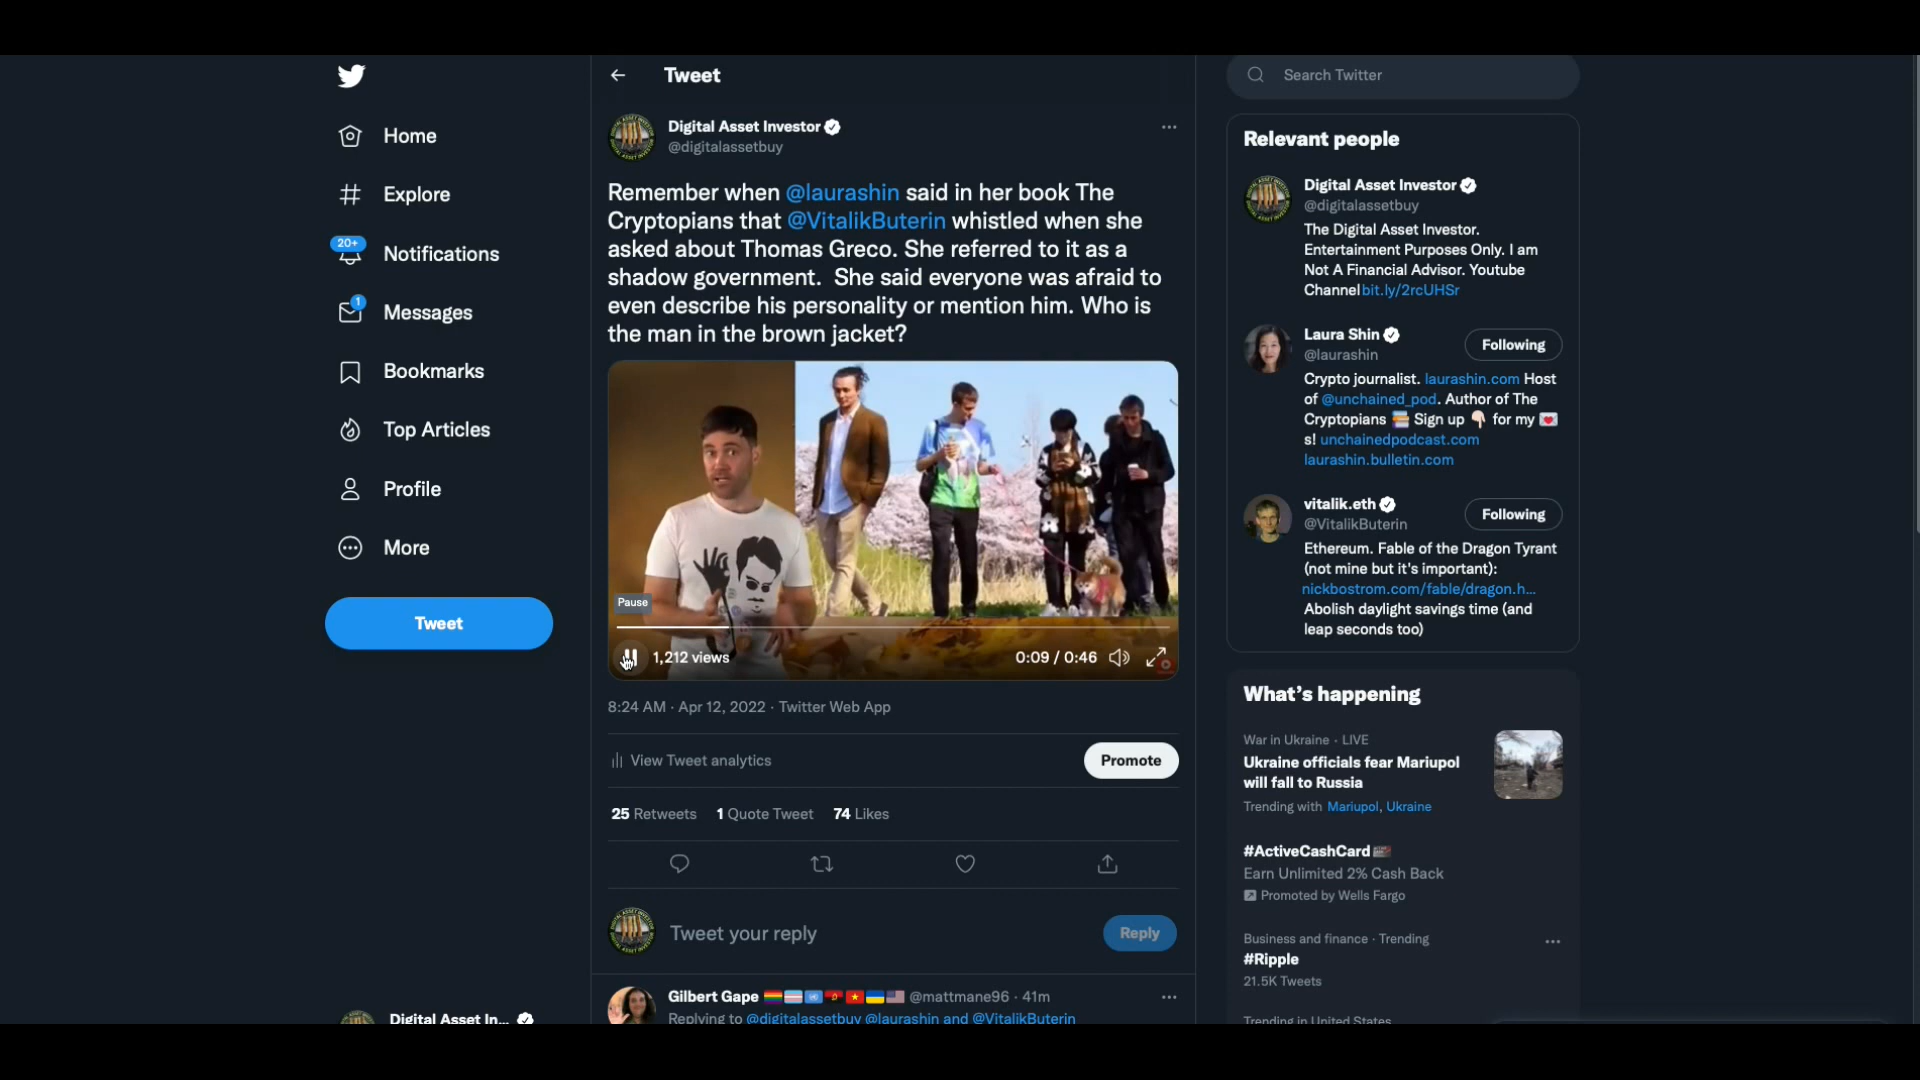 Home
Explore
20+
Notifications
1
Messages
Bookmarks
Top Articles
Profile
More
Tweet
Digital Asset In...
Tweet
Digital Asset Investor
@digitalassetbuy
Remember when @laurashin said in her book The
Cryptopians that @VitalikButerin whistled when she
asked about Thomas Greco. She referred to it as a
shadow government.  She said everyone was afraid to
even describe his personality or mention him. Who is
the man in the brown jacket?
Pause
1,212 views
0:09 / 0:46
8:24 AM · Apr 12, 2022 · Twitter Web App
View Tweet analytics
Promote
25 Retweets 1 Quote Tweet 74 Likes
Tweet your reply
Reply
Gilbert Gape @mattmane96 · 41m
Replying to @digitalassetbuy @laurashin and @VitalikButerin
Search Twitter
Relevant people
Digital Asset Investor
@digitalassetbuy
The Digital Asset Investor.
Entertainment Purposes Only. I am
Not A Financial Advisor. Youtube
Channel bit.ly/2rcUHSr
Laura Shin
@laurashin
Following
Crypto journalist. laurashin.com Host
of @unchained_pod. Author of The
Cryptopians 📚 Sign up 👇🏻 for my 💌
s! unchainedpodcast.com
laurashin.bulletin.com
vitalik.eth
@VitalikButerin
Following
Ethereum. Fable of the Dragon Tyrant
(not mine but it's important):
nickbostrom.com/fable/dragon.h...
Abolish daylight savings time (and
leap seconds too)
What's happening
War in Ukraine · LIVE
Ukraine officials fear Mariupol
will fall to Russia
Trending with Mariupol, Ukraine
#ActiveCashCard
Earn Unlimited 2% Cash Back
Promoted by Wells Fargo
Business and finance · Trending
#Ripple
21.5K Tweets
Trending in United States